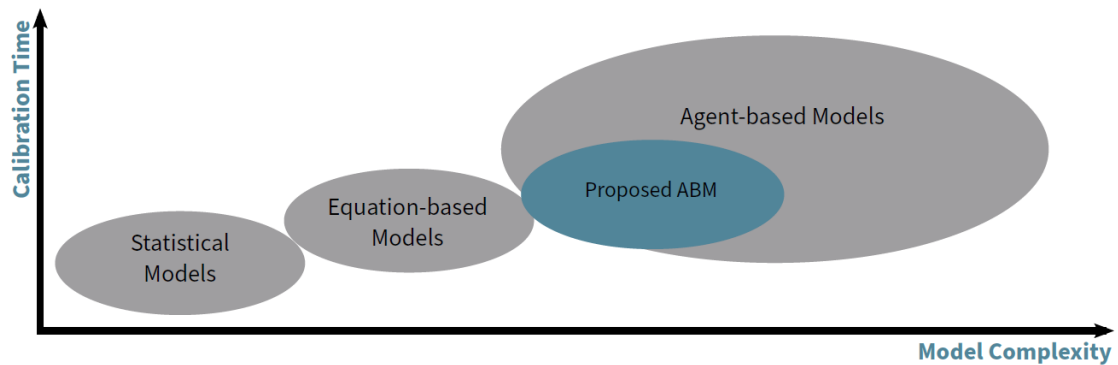 Calibration Time
Agent-based Models
Proposed ABM
Equation-based
Models
Statistical
Models
Model Complexity